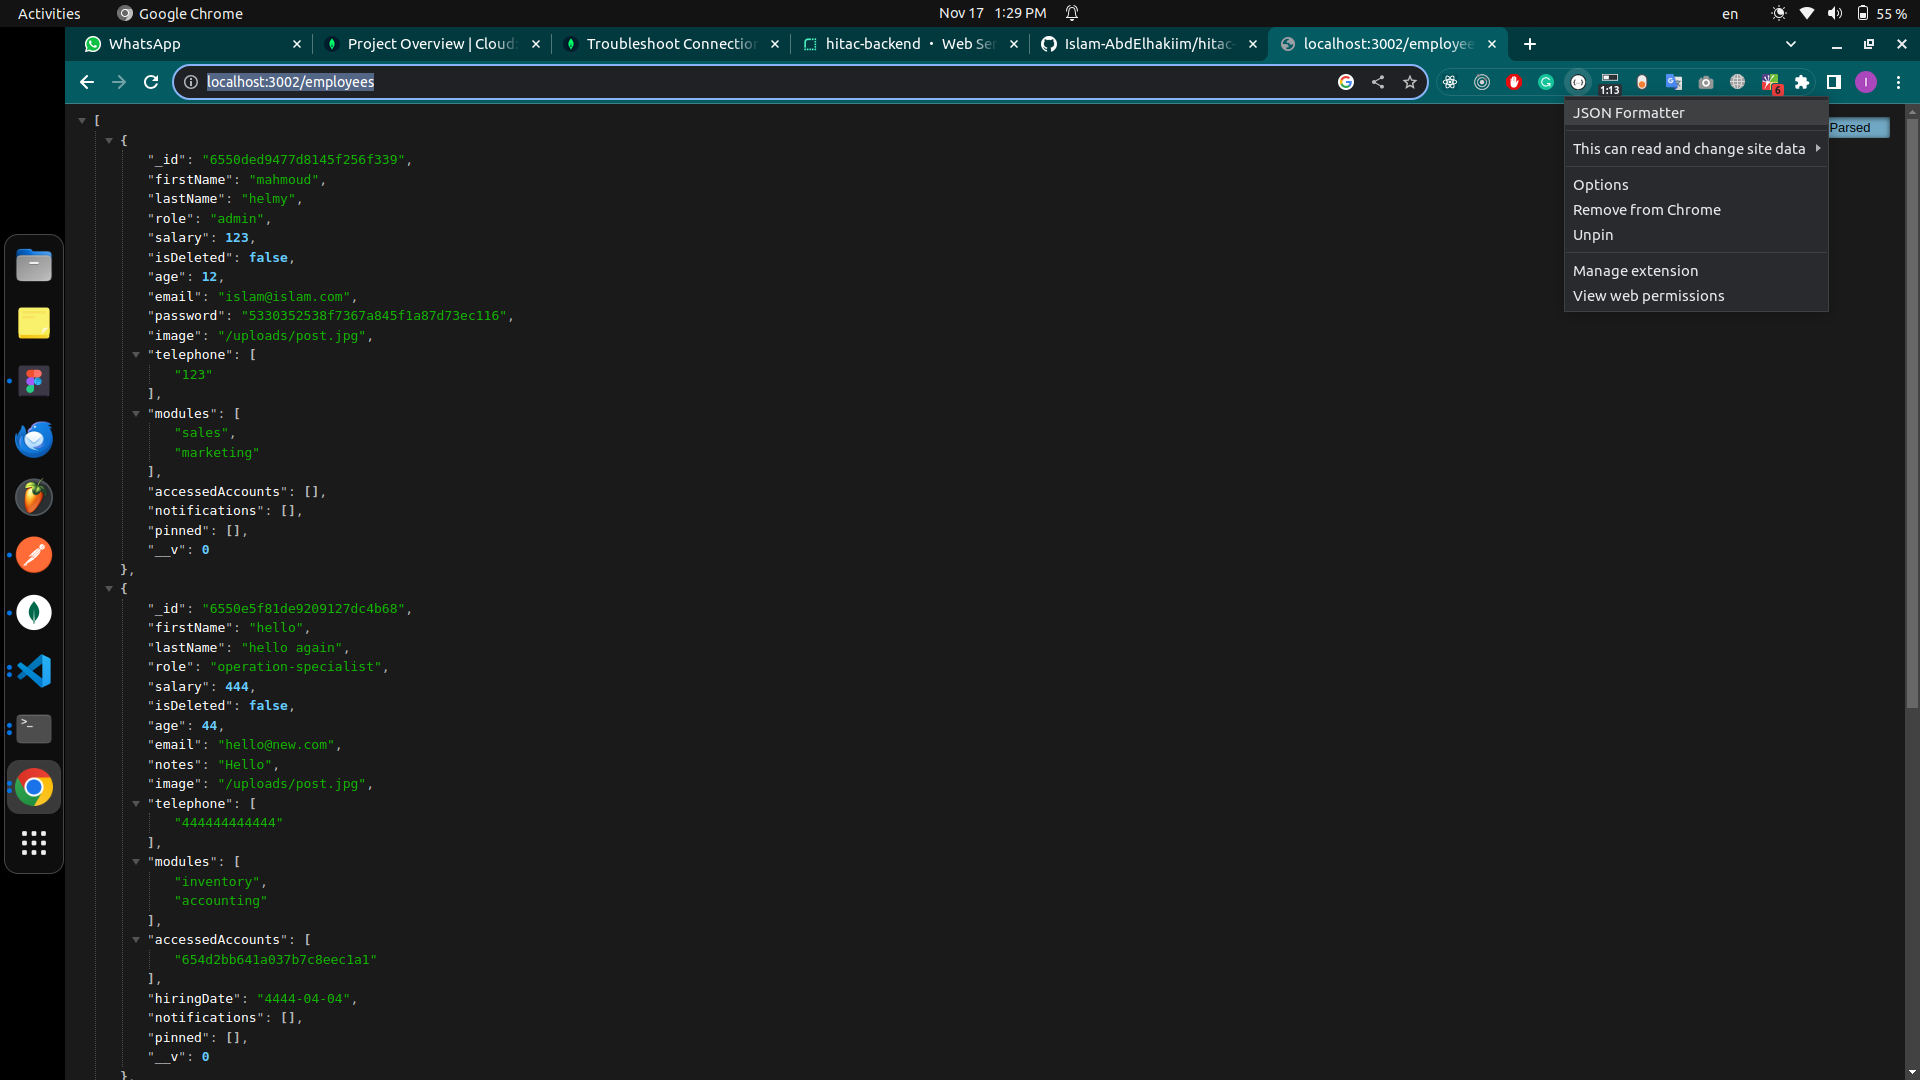 Activities
Google Chrome
Nov 17 1:29 PM
en
55 %
WhatsApp
Project Overview | Cloud:
Troubleshoot Connection
hitac-backend • Web Ser
Islam-AbdElhakiim/hitac-
localhost:3002/employee
localhost:3002/employees
1:13
6
I
JSON Formatter
This can read and change site data
Options
Remove from Chrome
Unpin
Manage extension
View web permissions
Parsed
[
{
"_id": "6550ded9477d8145f256f339",
"firstName": "mahmoud",
"lastName": "helmy",
"role": "admin",
"salary": 123,
"isDeleted": false,
"age": 12,
"email": "islam@islam.com",
"password": "5330352538f7367a845f1a87d73ec116",
"image": "/uploads/post.jpg",
"telephone": [
"123"
],
"modules": [
"sales",
"marketing"
],
"accessedAccounts": [],
"notifications": [],
"pinned": [],
"__v": 0
},
{
"_id": "6550e5f81de9209127dc4b68",
"firstName": "hello",
"lastName": "hello again",
"role": "operation-specialist",
"salary": 444,
"isDeleted": false,
"age": 44,
"email": "hello@new.com",
"notes": "Hello",
"image": "/uploads/post.jpg",
"telephone": [
"444444444444"
],
"modules": [
"inventory",
"accounting"
],
"accessedAccounts": [
"654d2bb641a037b7c8eec1a1"
],
"hiringDate": "4444-04-04",
"notifications": [],
"pinned": [],
"__v": 0
},